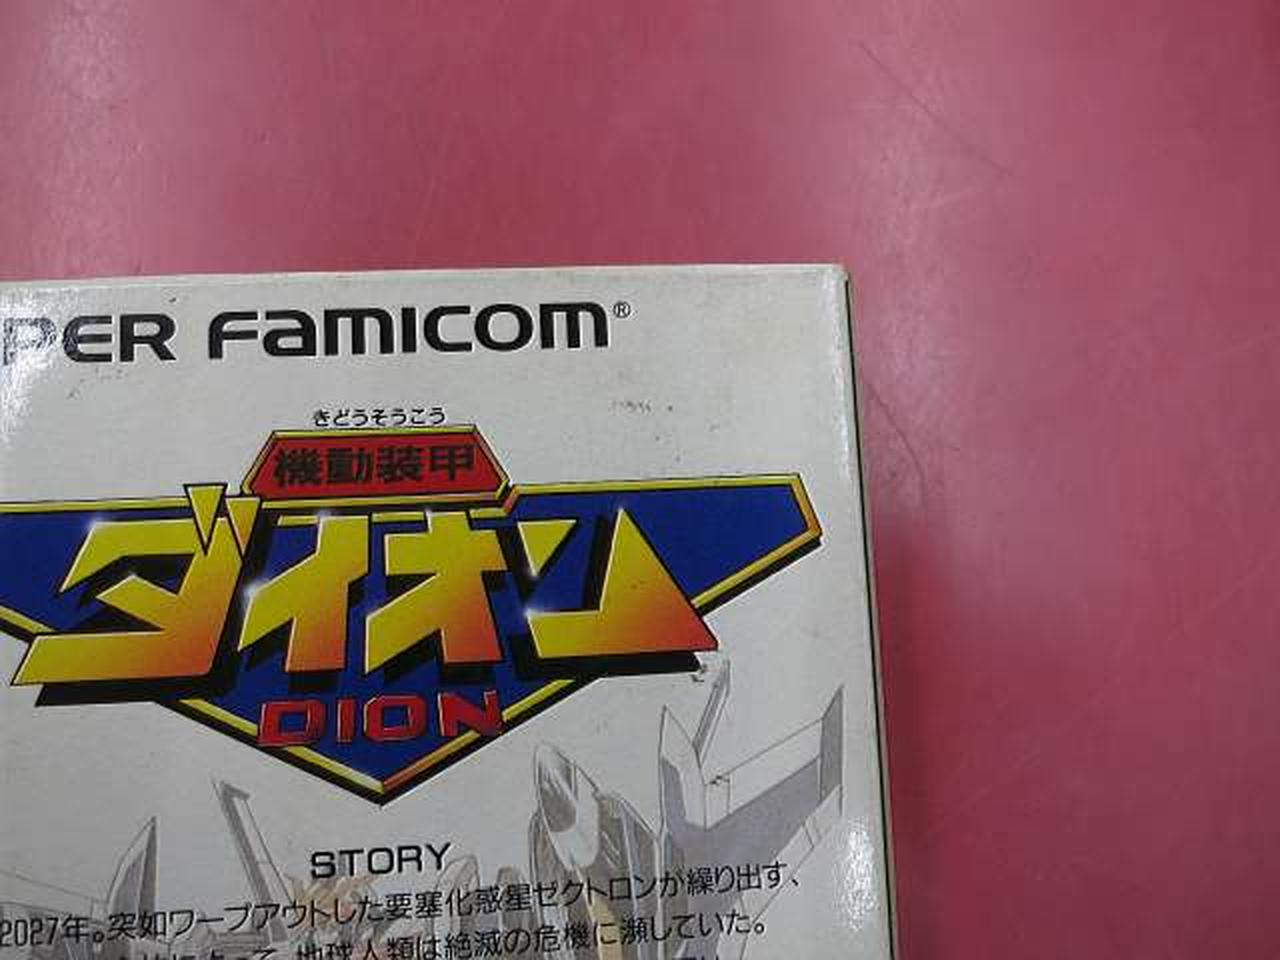 PER FAMICOM®
きどうそうこう
機動装甲
ダイオン
DION
STORY
2027年。突如ワープアウトした要塞化惑星ゼクトロンが繰り出す、
地球人類は絶滅の危機に瀕していた。